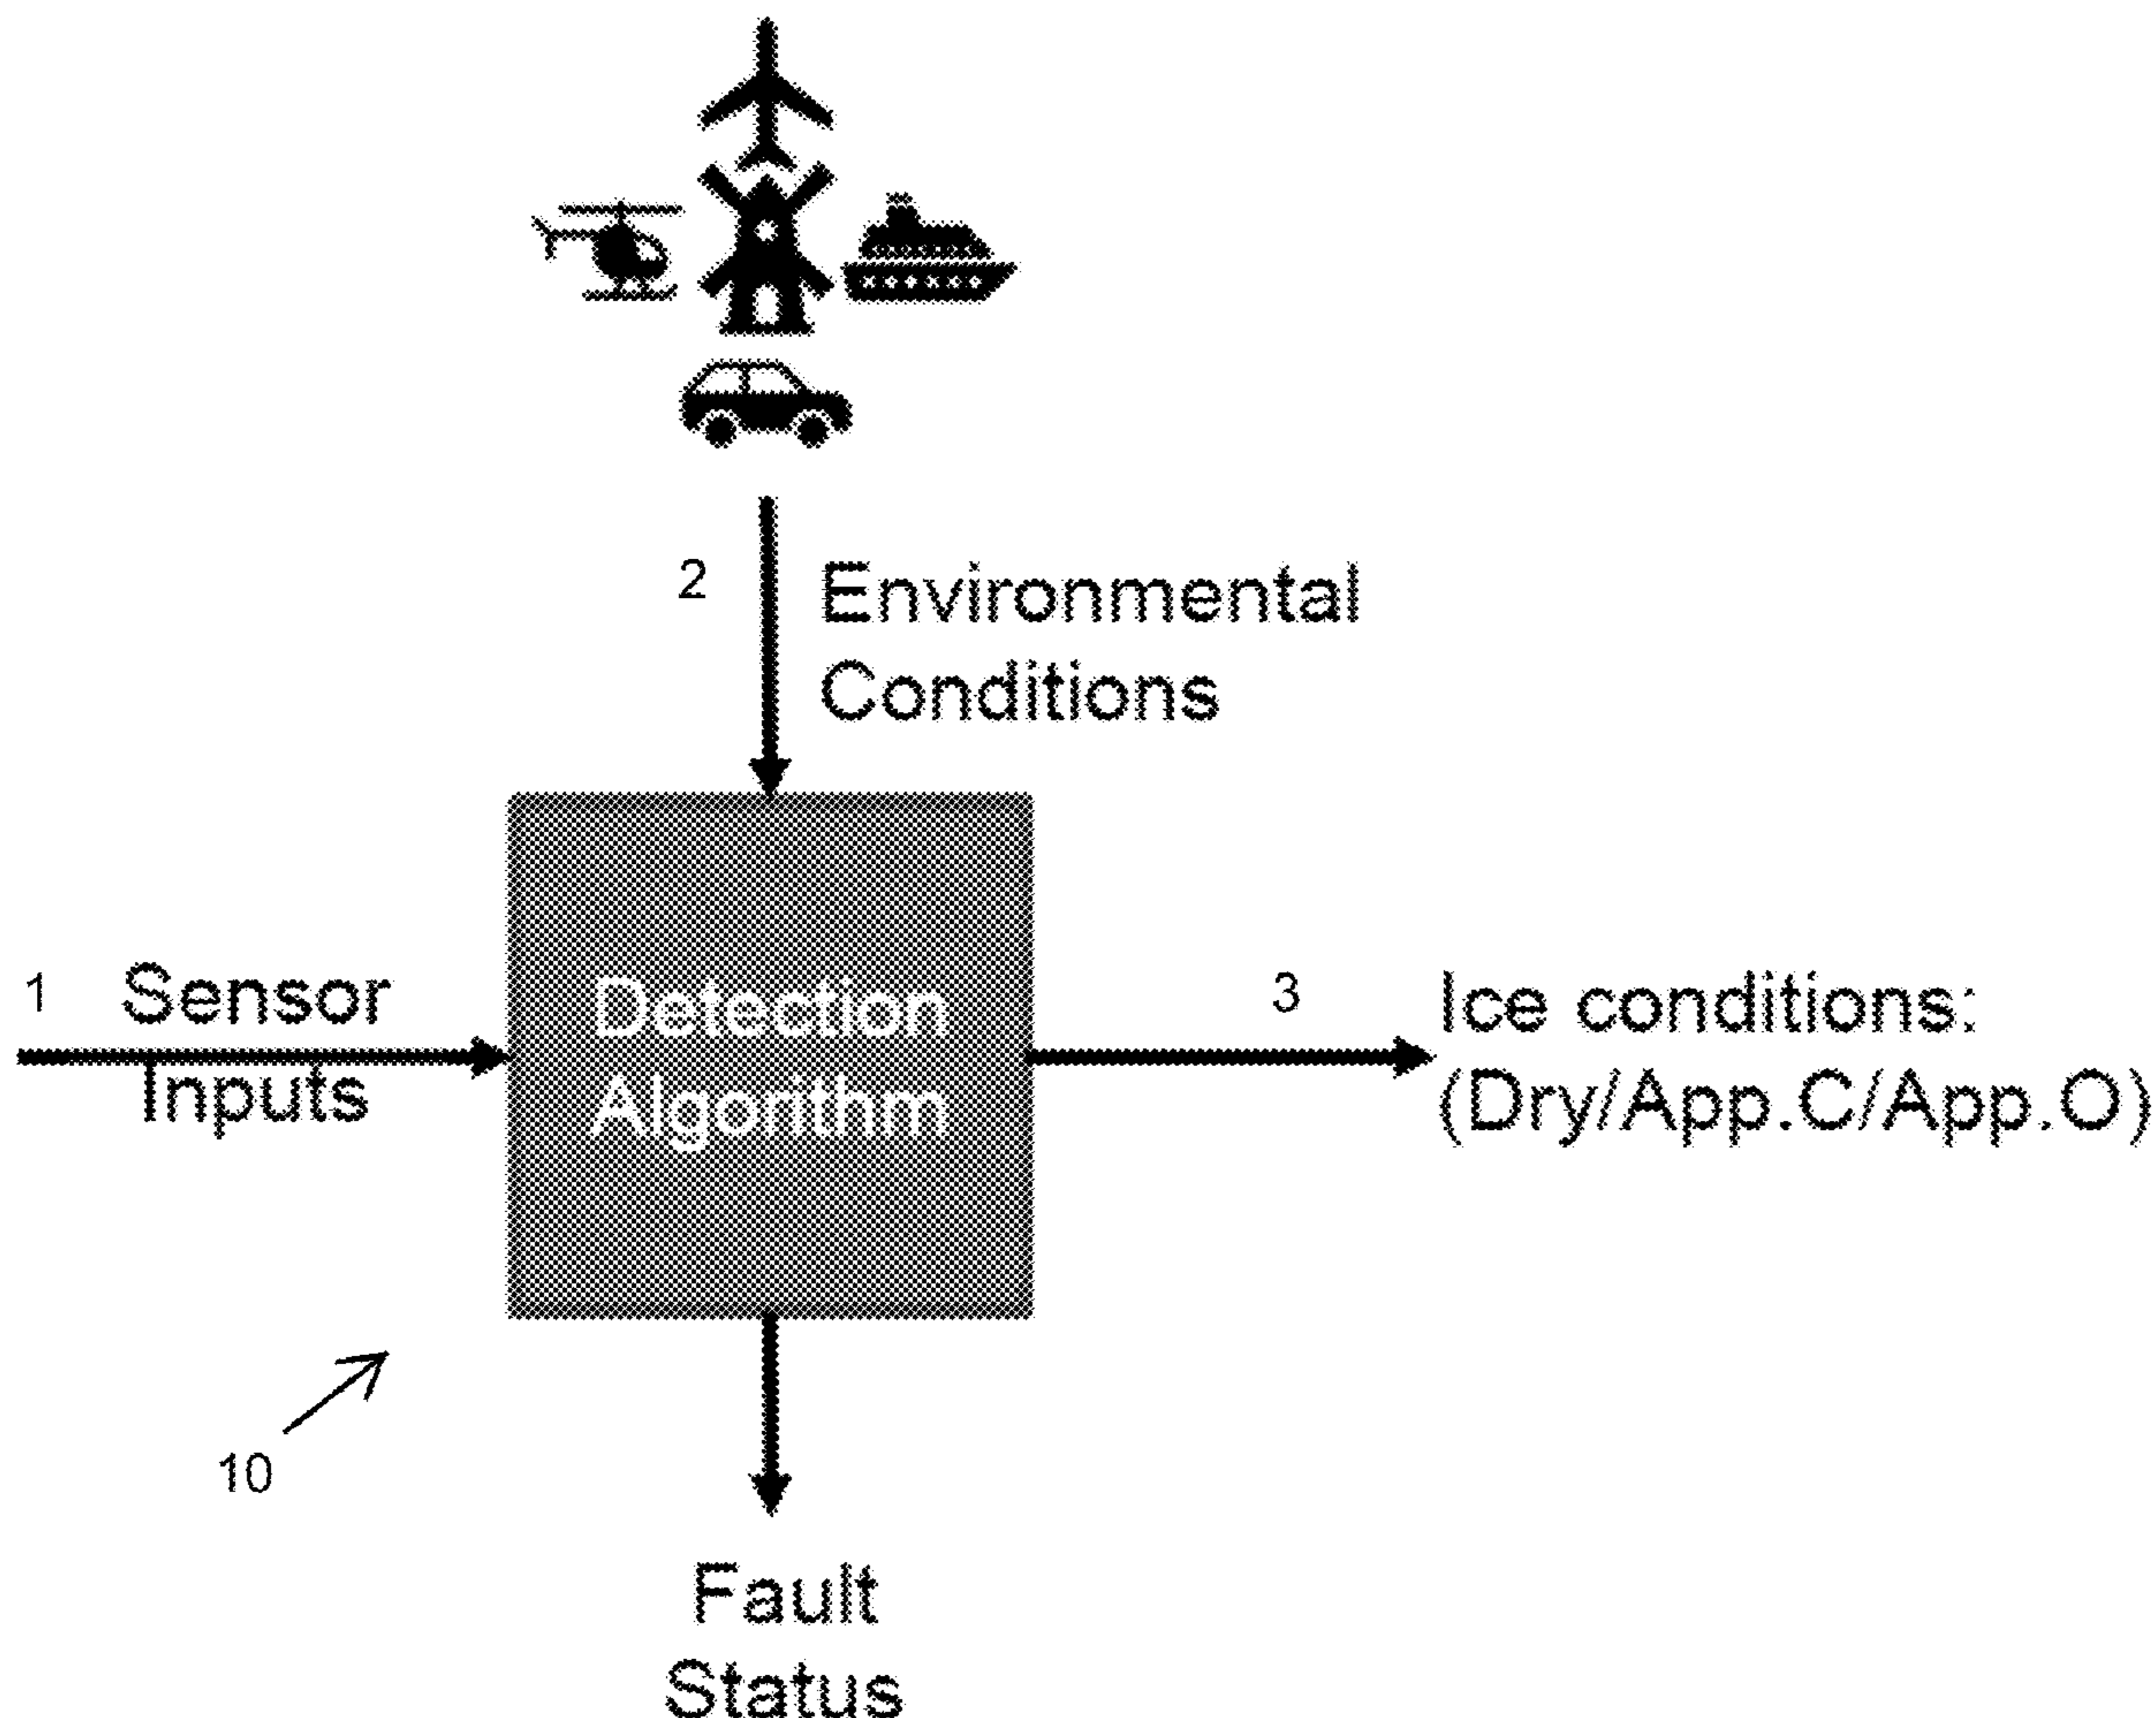 2
Environmental
Conditions
1
Sensor
Inputs
Detection
Algorithm
3
Ice conditions:
(Dry/App.C/App.O)
10
Fault
Status